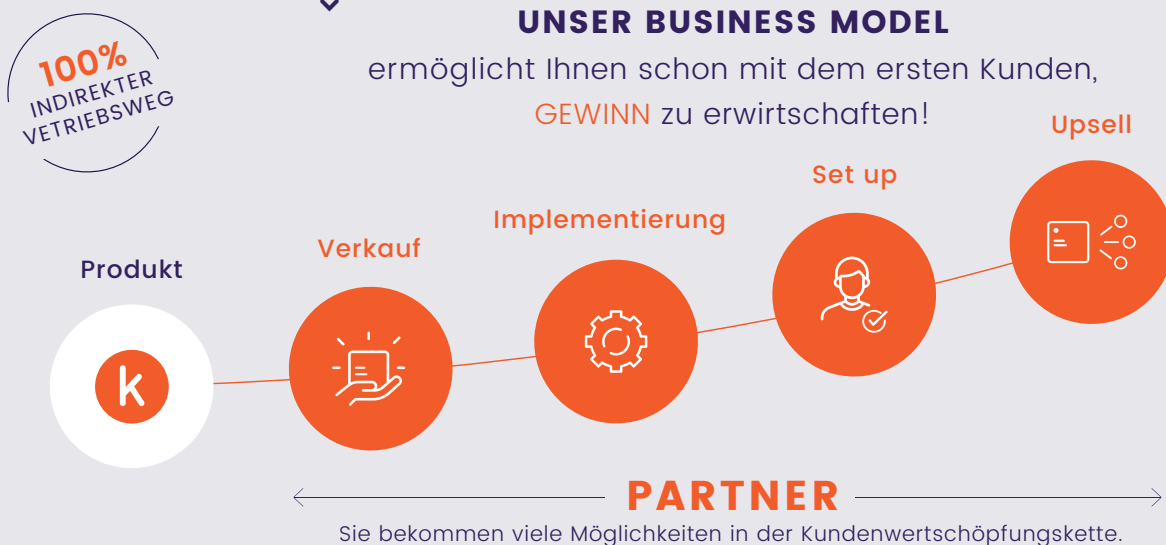 100%
INDIREKTER
VETRIEBSWEG
UNSER BUSINESS MODEL
ermöglicht Ihnen schon mit dem ersten Kunden,
GEWINN zu erwirtschaften!
Produkt
k
Verkauf
Implementierung
Set up
Upsell
PARTNER
Sie bekommen viele Möglichkeiten in der Kundenwertschöpfungskette.